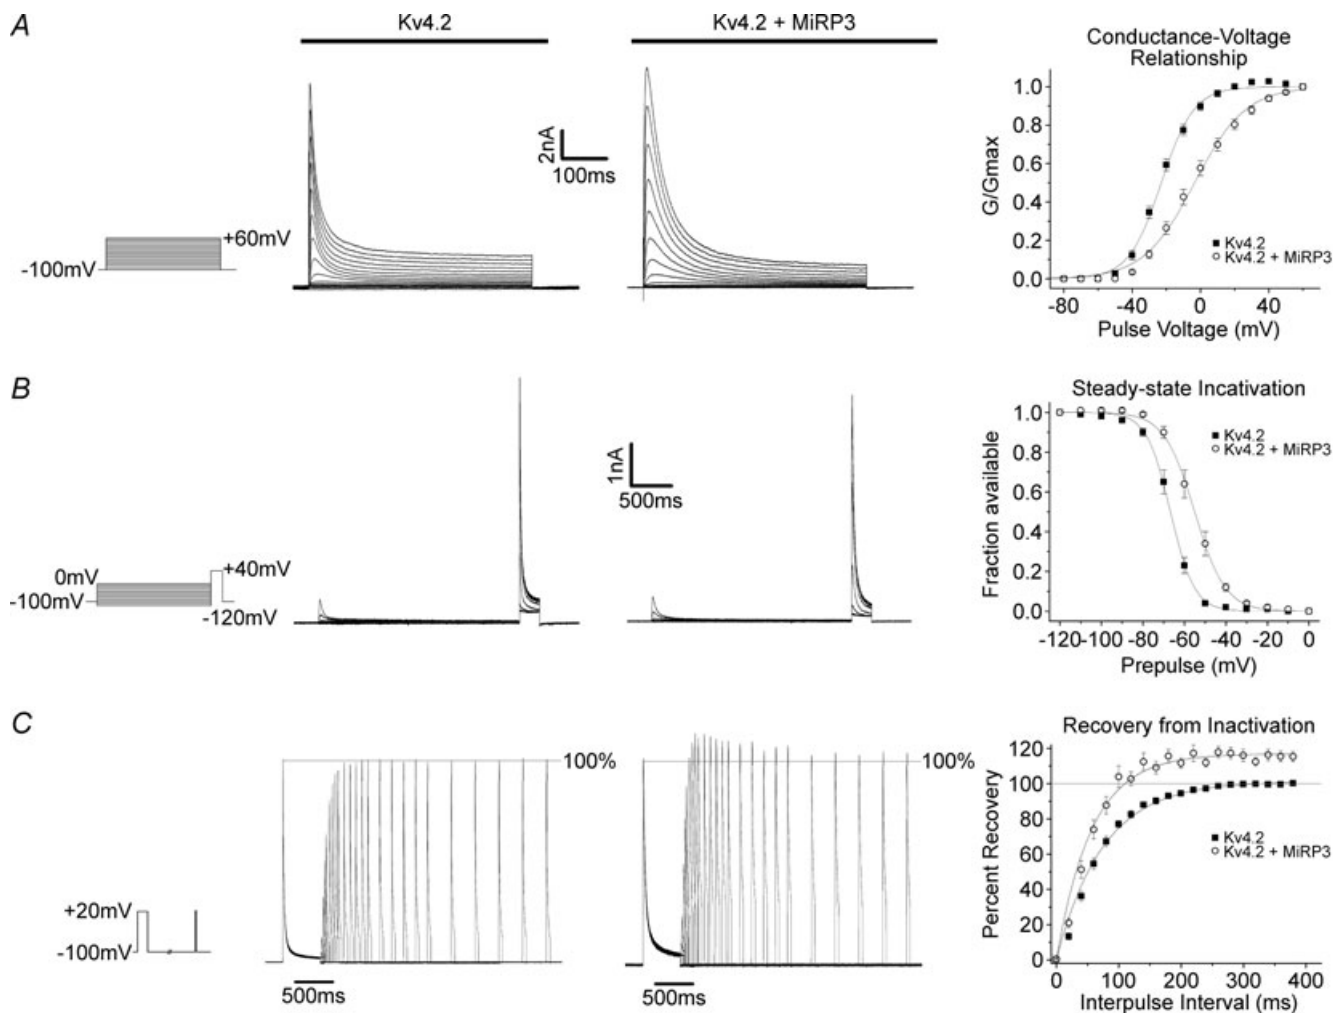 A
Kv4.2
Kv4.2 + MiRP3
2nA
100ms
+60mV
-100mV
Conductance-Voltage
Relationship
1.0
0.8
0.6
0.4
0.2
0.0
G/Gmax
Kv4.2
Kv4.2 + MiRP3
-80 -40 0 40
Pulse Voltage (mV)
B
1nA
500ms
0mV
+40mV
-100mV
-120mV
Steady-state Incativation
1.0
0.8
0.6
0.4
0.2
0.0
Fraction available
Kv4.2
Kv4.2 + MiRP3
-120 -100 -80 -60 -40 -20 0
Prepulse (mV)
C
100%
100%
+20mV
-100mV
500ms
500ms
Recovery from Inactivation
120
100
80
60
40
20
0
Percent Recovery
Kv4.2
Kv4.2 + MiRP3
0 100 200 300 400
Interpulse Interval (ms)